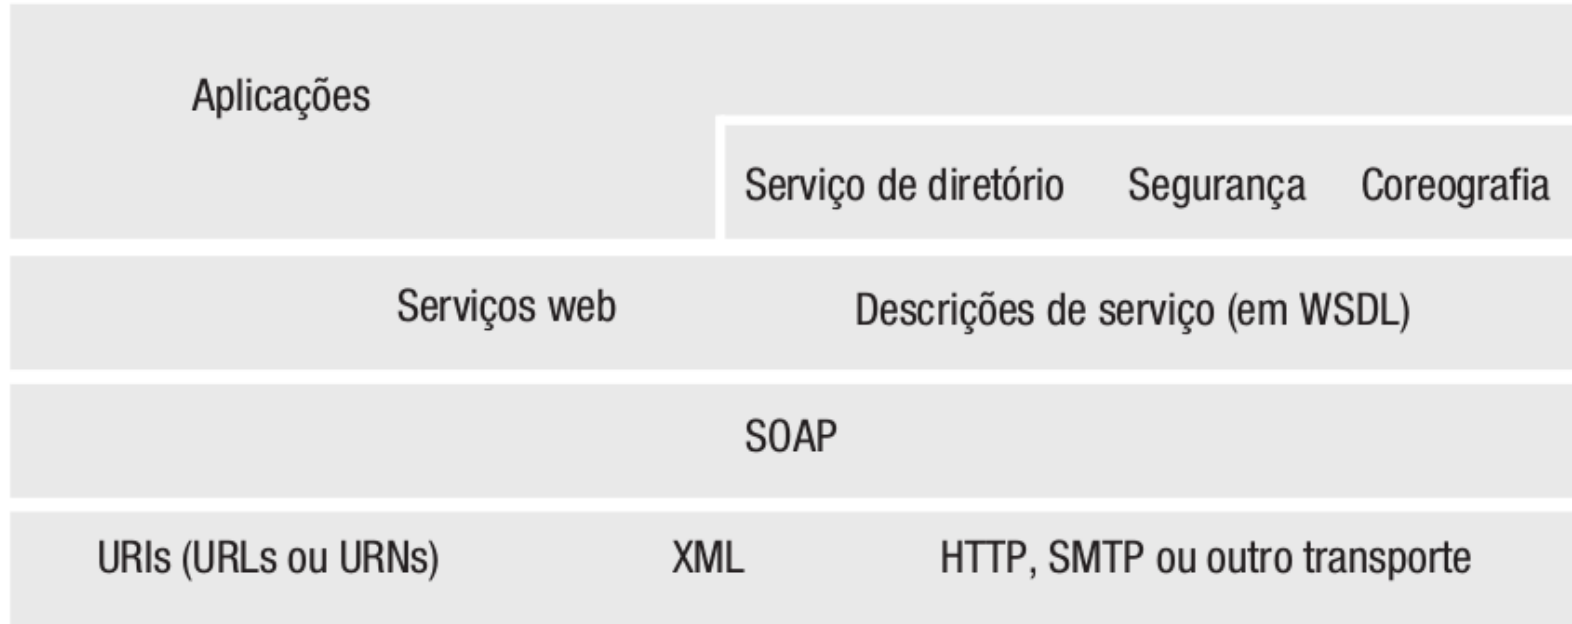 Aplicações
Serviço de diretório Segurança Coreografia
Serviços web Descrições de serviço (em WSDL)
SOAP
URIs (URLs ou URNs) XML HTTP, SMTP ou outro transporte